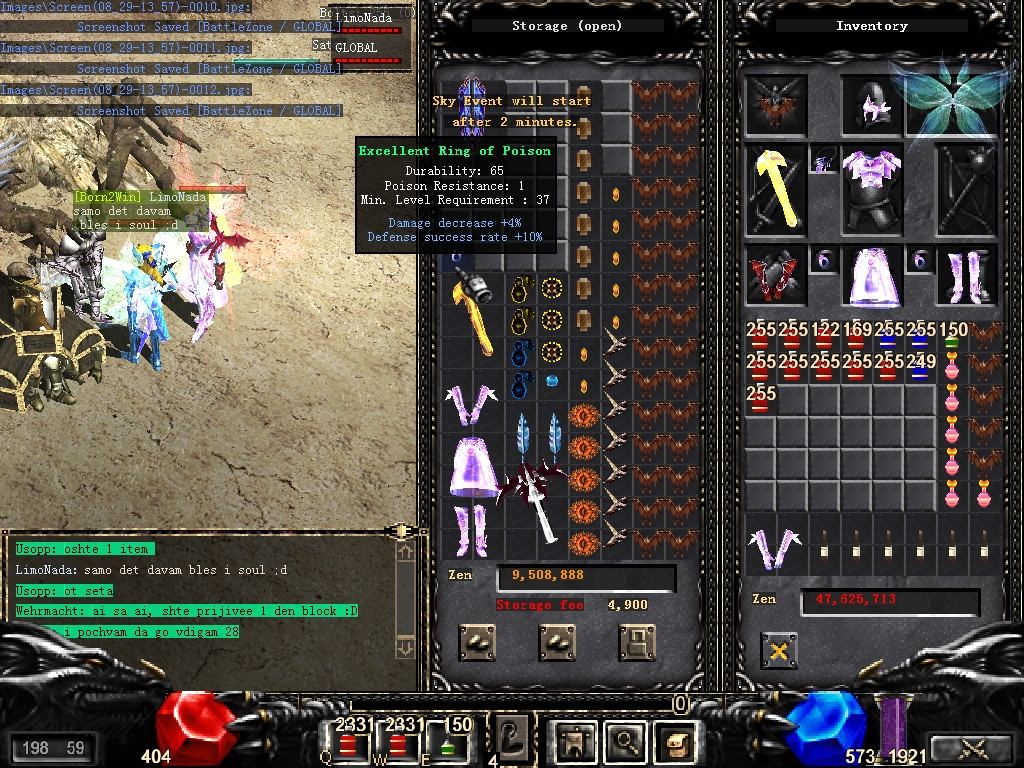 Images\Screen(08_29-13_57)-0010.jpg:
Screenshot Saved [BattleZone / GLOBAL]
Images\Screen(08_29-13_57)-0011.jpg:
Screenshot Saved [BattleZone / GLOBAL]
Images\Screen(08_29-13_57)-0012.jpg:
Screenshot Saved [BattleZone / GLOBAL]
LimoNada
GLOBAL
Storage (open)
Inventory
Sky Event will start
after 2 minutes.
Excellent Ring of Poison
Durability: 65
Poison Resistance: 1
Min. Level Requirement : 37
Damage decrease +4%
Defense success rate +10%
[Born2Win] LimoNada
samo det davam
bles i soul ;d
255 255 122 169 255 255 150
255 255 255 255 255 249
255
Usopp: oshte 1 item
LimoNada: samo det davam bles i soul ;d
Usopp: ot seta
Wehrmacht: ai sa ai, shte prijivee 1 den block :D
i pochvam da go vdigam 28
Zen
9,508,888
Storage fee
4,900
Zen
47,625,713
198 59
404
2331 2331 150
Q W E
4
0
573
1921